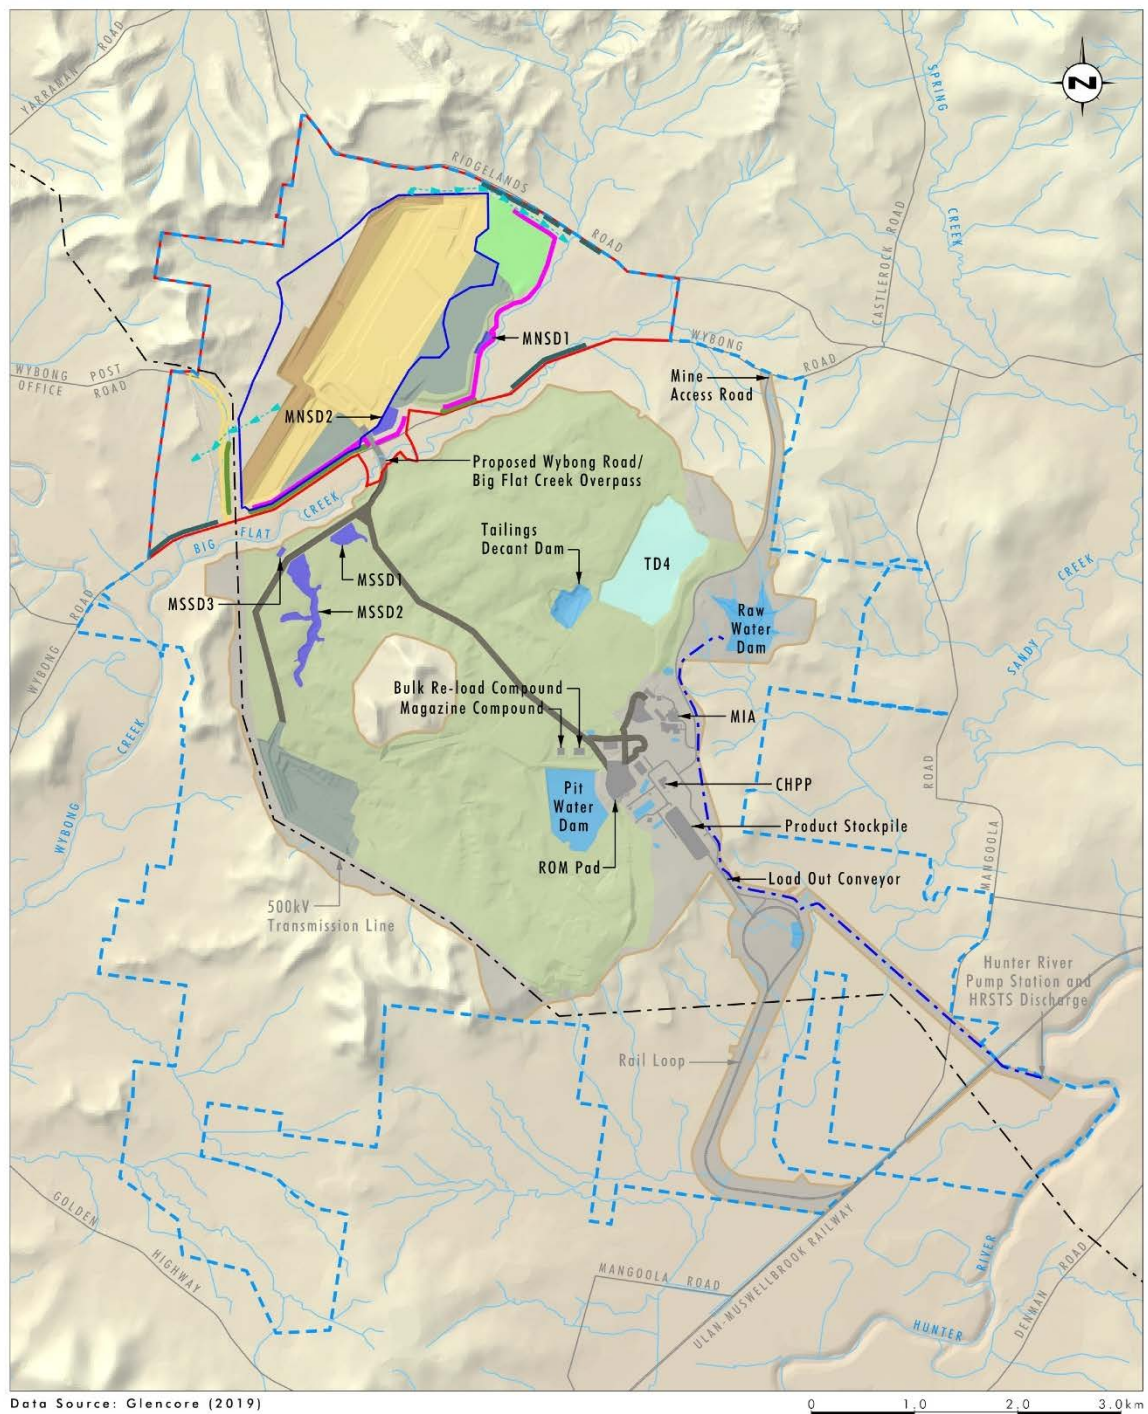 YARRAMAN ROAD
SPRING
CREEK
N
RIDGELANDS
ROAD
CASTLEROCK ROAD
MNSD1
WYBONG
ROAD
WYBONG POST
OFFICE ROAD
Mine
Access Road
MNSD2
Proposed Wybong Road/
Big Flat Creek Overpass
BIG FLAT CREEK
Tailings
Decant Dam
TD4
MSSD1
MSSD3
MSSD2
Raw
Water
Dam
SANDY CREEK
WYBONG ROAD
Bulk Re-load Compound
Magazine Compound
MIA
WYBONG CREEK
CHPP
Pit
Water
Dam
Product Stockpile
MANGOOLA ROAD
ROM Pad
Load Out Conveyor
500kV
Transmission Line
Hunter River
Pump Station and
HRSTS Discharge
Rail Loop
GOLDEN
HIGHWAY
MANGOOLA ROAD
ULAN-MUSWELLBROOK RAILWAY
HUNTER
RIVER
DENMAN ROAD
Data Source: Glencore (2019)
0 1.0 2.0 3.0km